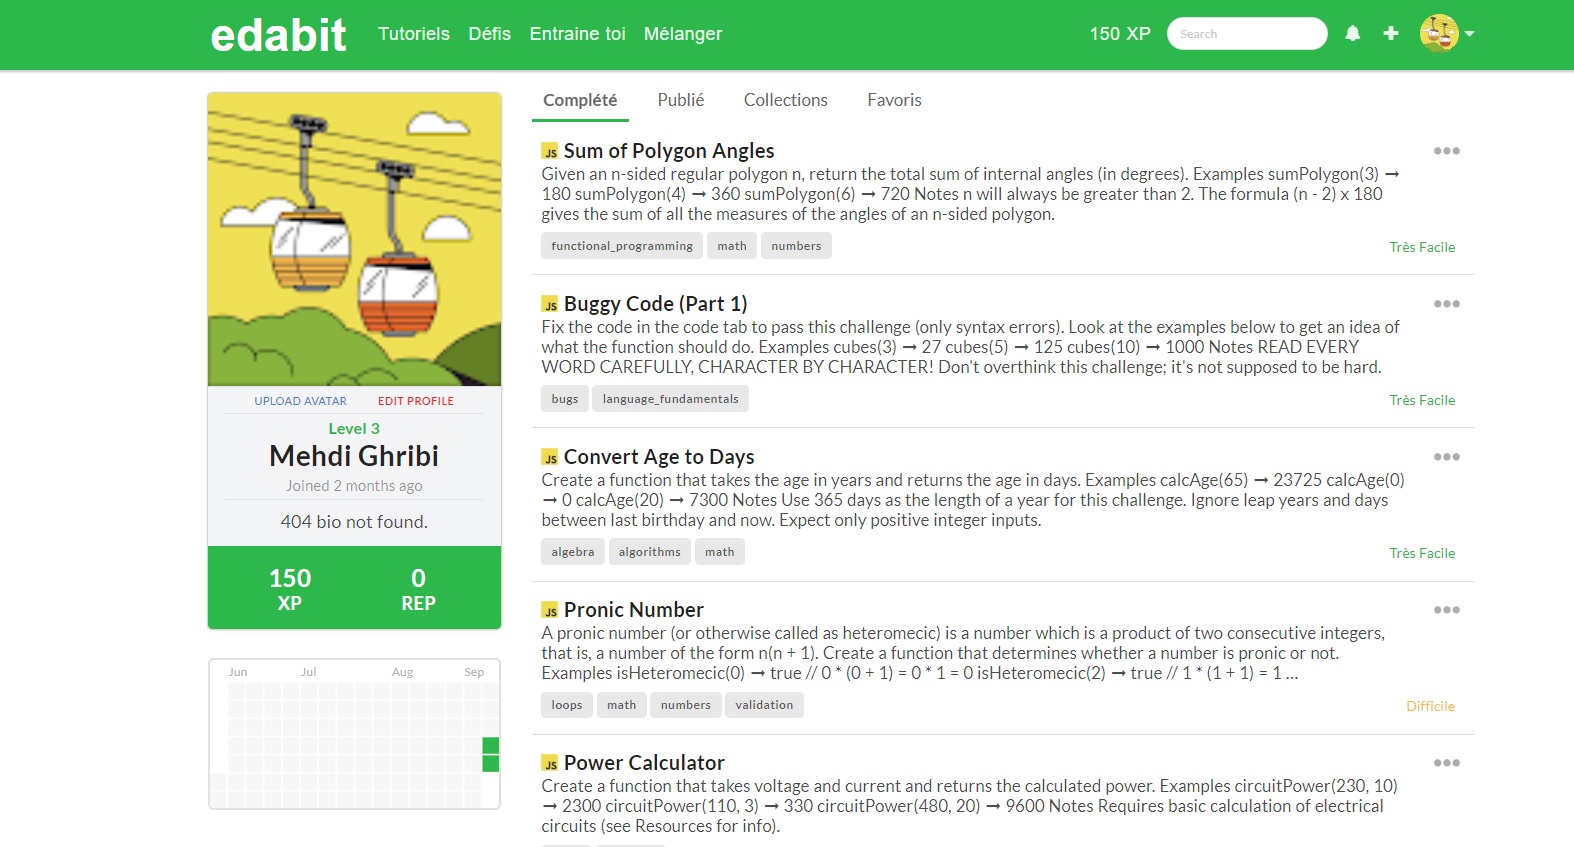 edabit Tutoriels Défis Entraine toi Mélanger 150 XP Search
UPLOAD AVATAR EDIT PROFILE
Level 3
Mehdi Ghribi
Joined 2 months ago
404 bio not found.
150 0
XP REP
Jun Jul Aug Sep
Complété Publié Collections Favoris
JS Sum of Polygon Angles
Given an n-sided regular polygon n, return the total sum of internal angles (in degrees). Examples sumPolygon(3) ➞
180 sumPolygon(4) ➞ 360 sumPolygon(6) ➞ 720 Notes n will always be greater than 2. The formula (n - 2) x 180
gives the sum of all the measures of the angles of an n-sided polygon.
functional_programming math numbers
Très Facile
JS Buggy Code (Part 1)
Fix the code in the code tab to pass this challenge (only syntax errors). Look at the examples below to get an idea of
what the function should do. Examples cubes(3) ➞ 27 cubes(5) ➞ 125 cubes(10) ➞ 1000 Notes READ EVERY
WORD CAREFULLY, CHARACTER BY CHARACTER! Don't overthink this challenge; it's not supposed to be hard.
bugs language_fundamentals
Très Facile
JS Convert Age to Days
Create a function that takes the age in years and returns the age in days. Examples calcAge(65) ➞ 23725 calcAge(0)
➞ 0 calcAge(20) ➞ 7300 Notes Use 365 days as the length of a year for this challenge. Ignore leap years and days
between last birthday and now. Expect only positive integer inputs.
algebra algorithms math
Très Facile
JS Pronic Number
A pronic number (or otherwise called as heteromecic) is a number which is a product of two consecutive integers,
that is, a number of the form n(n + 1). Create a function that determines whether a number is pronic or not.
Examples isHeteromecic(0) ➞ true // 0 * (0 + 1) = 0 * 1 = 0 isHeteromecic(2) ➞ true // 1 * (1 + 1) = 1 ...
loops math numbers validation
Difficile
JS Power Calculator
Create a function that takes voltage and current and returns the calculated power. Examples circuitPower(230, 10)
➞ 2300 circuitPower(110, 3) ➞ 330 circuitPower(480, 20) ➞ 9600 Notes Requires basic calculation of electrical
circuits (see Resources for info).